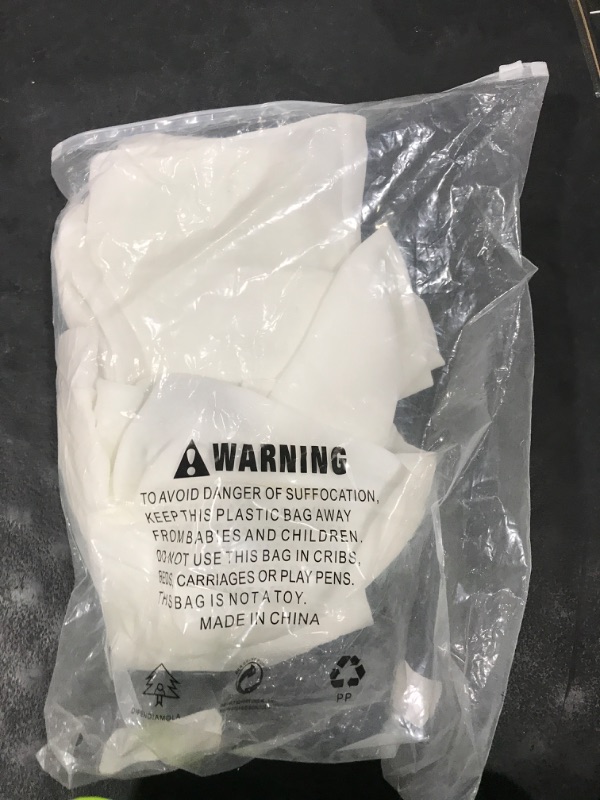 WARNING
TO AVOID DANGER OF SUFFOCATION,
KEEP THIS PLASTIC BAG AWAY
FROM BABIES AND CHILDREN.
DO NOT USE THIS BAG IN CRIBS,
BEDS, CARRIAGES OR PLAY PENS.
THIS BAG IS NOT A TOY.
MADE IN CHINA
PP